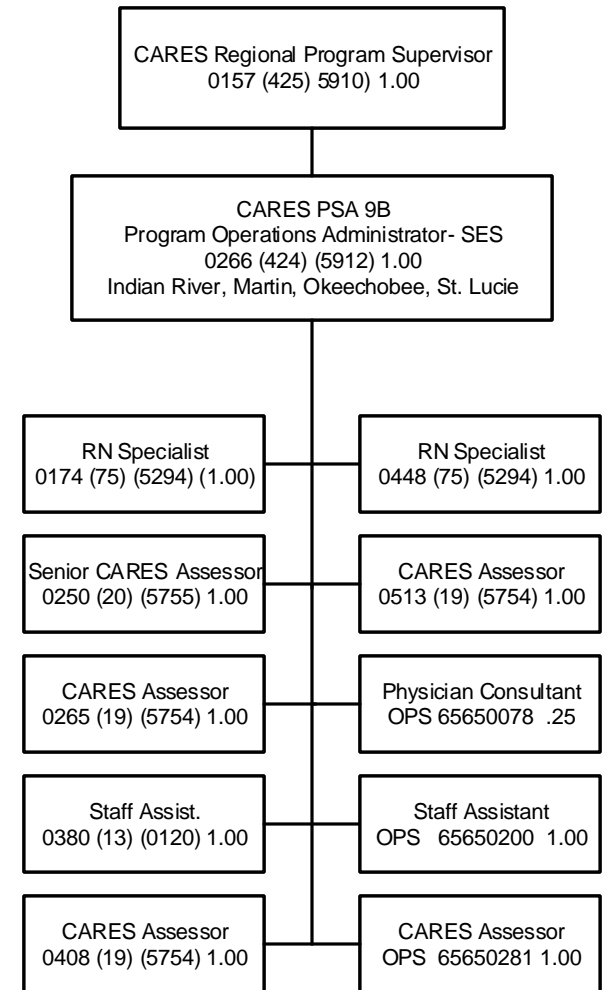 CARES Regional Program Supervisor
0157 (425) 5910) 1.00
CARES PSA 9B
Program Operations Administrator- SES
0266 (424) (5912) 1.00
Indian River, Martin, Okeechobee, St. Lucie
RN Specialist
0174 (75) (5294) (1.00)
RN Specialist
0448 (75) (5294) 1.00
Senior CARES Assessor
0250 (20) (5755) 1.00
CARES Assessor
0513 (19) (5754) 1.00
CARES Assessor
0265 (19) (5754) 1.00
Physician Consultant
OPS 65650078 .25
Staff Assist.
0380 (13) (0120) 1.00
Staff Assistant
OPS 65650200 1.00
CARES Assessor
0408 (19) (5754) 1.00
CARES Assessor
OPS 65650281 1.00